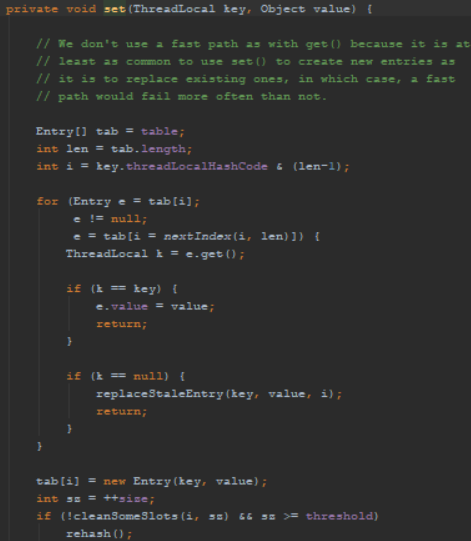 private void set(ThreadLocal key, Object value) {
// We don't use a fast path as with get() because it is at
// least as common to use set() to create new entries as
// it is to replace existing ones, in which case, a fast
// path would fail more often than not.
Entry[] tab = table;
int len = tab.length;
int i = key.threadLocalHashCode & (len-1);
for (Entry e = tab[i];
e != null;
e = tab[i = nextIndex(i, len)]) {
ThreadLocal k = e.get();
if (k == key) {
e.value = value;
return;
}
if (k == null) {
replaceStaleEntry(key, value, i);
return;
}
}
tab[i] = new Entry(key, value);
int sz = ++size;
if (!cleanSomeSlots(i, sz) && sz >= threshold)
rehash();